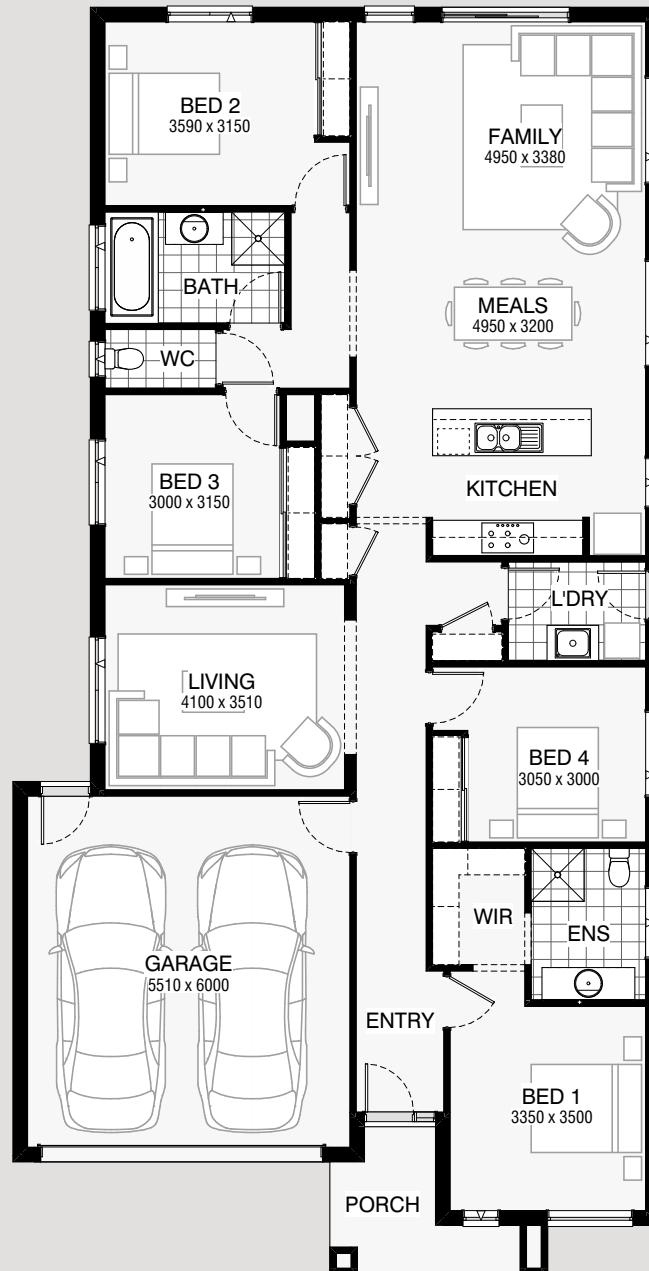 BED 2
3590 x 3150
FAMILY
4950 x 3380
BATH
MEALS
4950 x 3200
WC
BED 3
3000 x 3150
KITCHEN
L'DRY
LIVING
4100 x 3510
BED 4
3050 x 3000
WIR
ENS
GARAGE
5510 x 6000
ENTRY
BED 1
3350 x 3500
PORCH